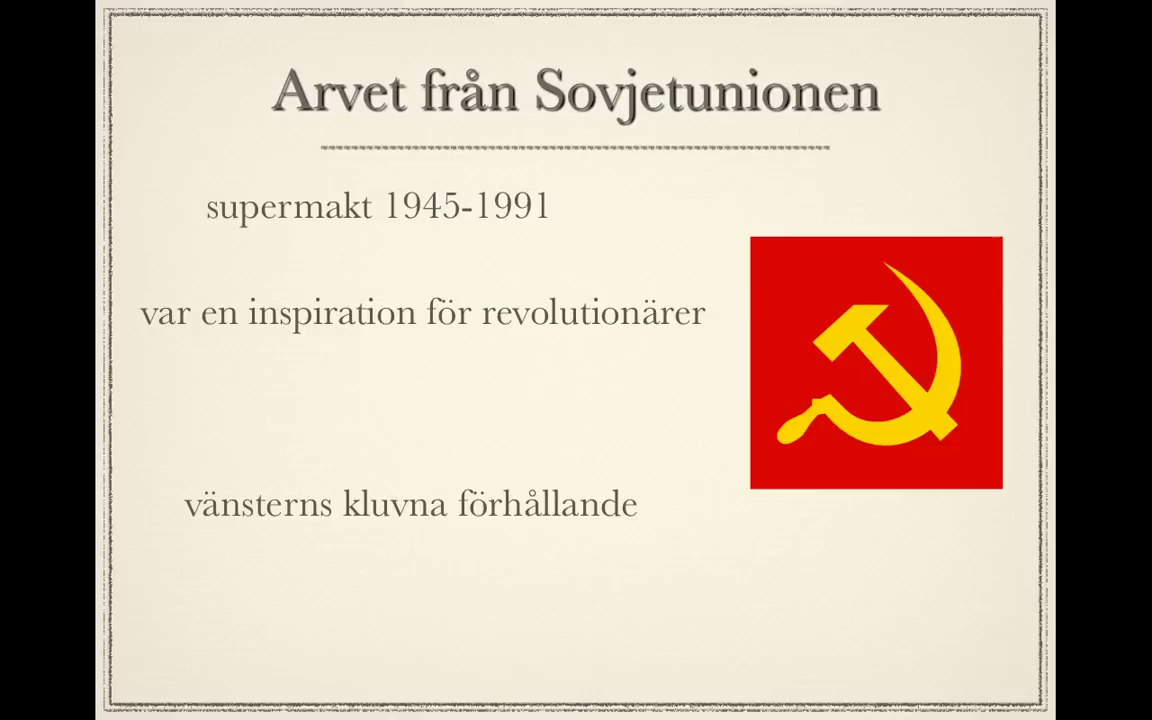 Arvet från Sovjetunionen
supermakt 1945-1991
var en inspiration för revolutionärer
vänsterns kluvna förhållande